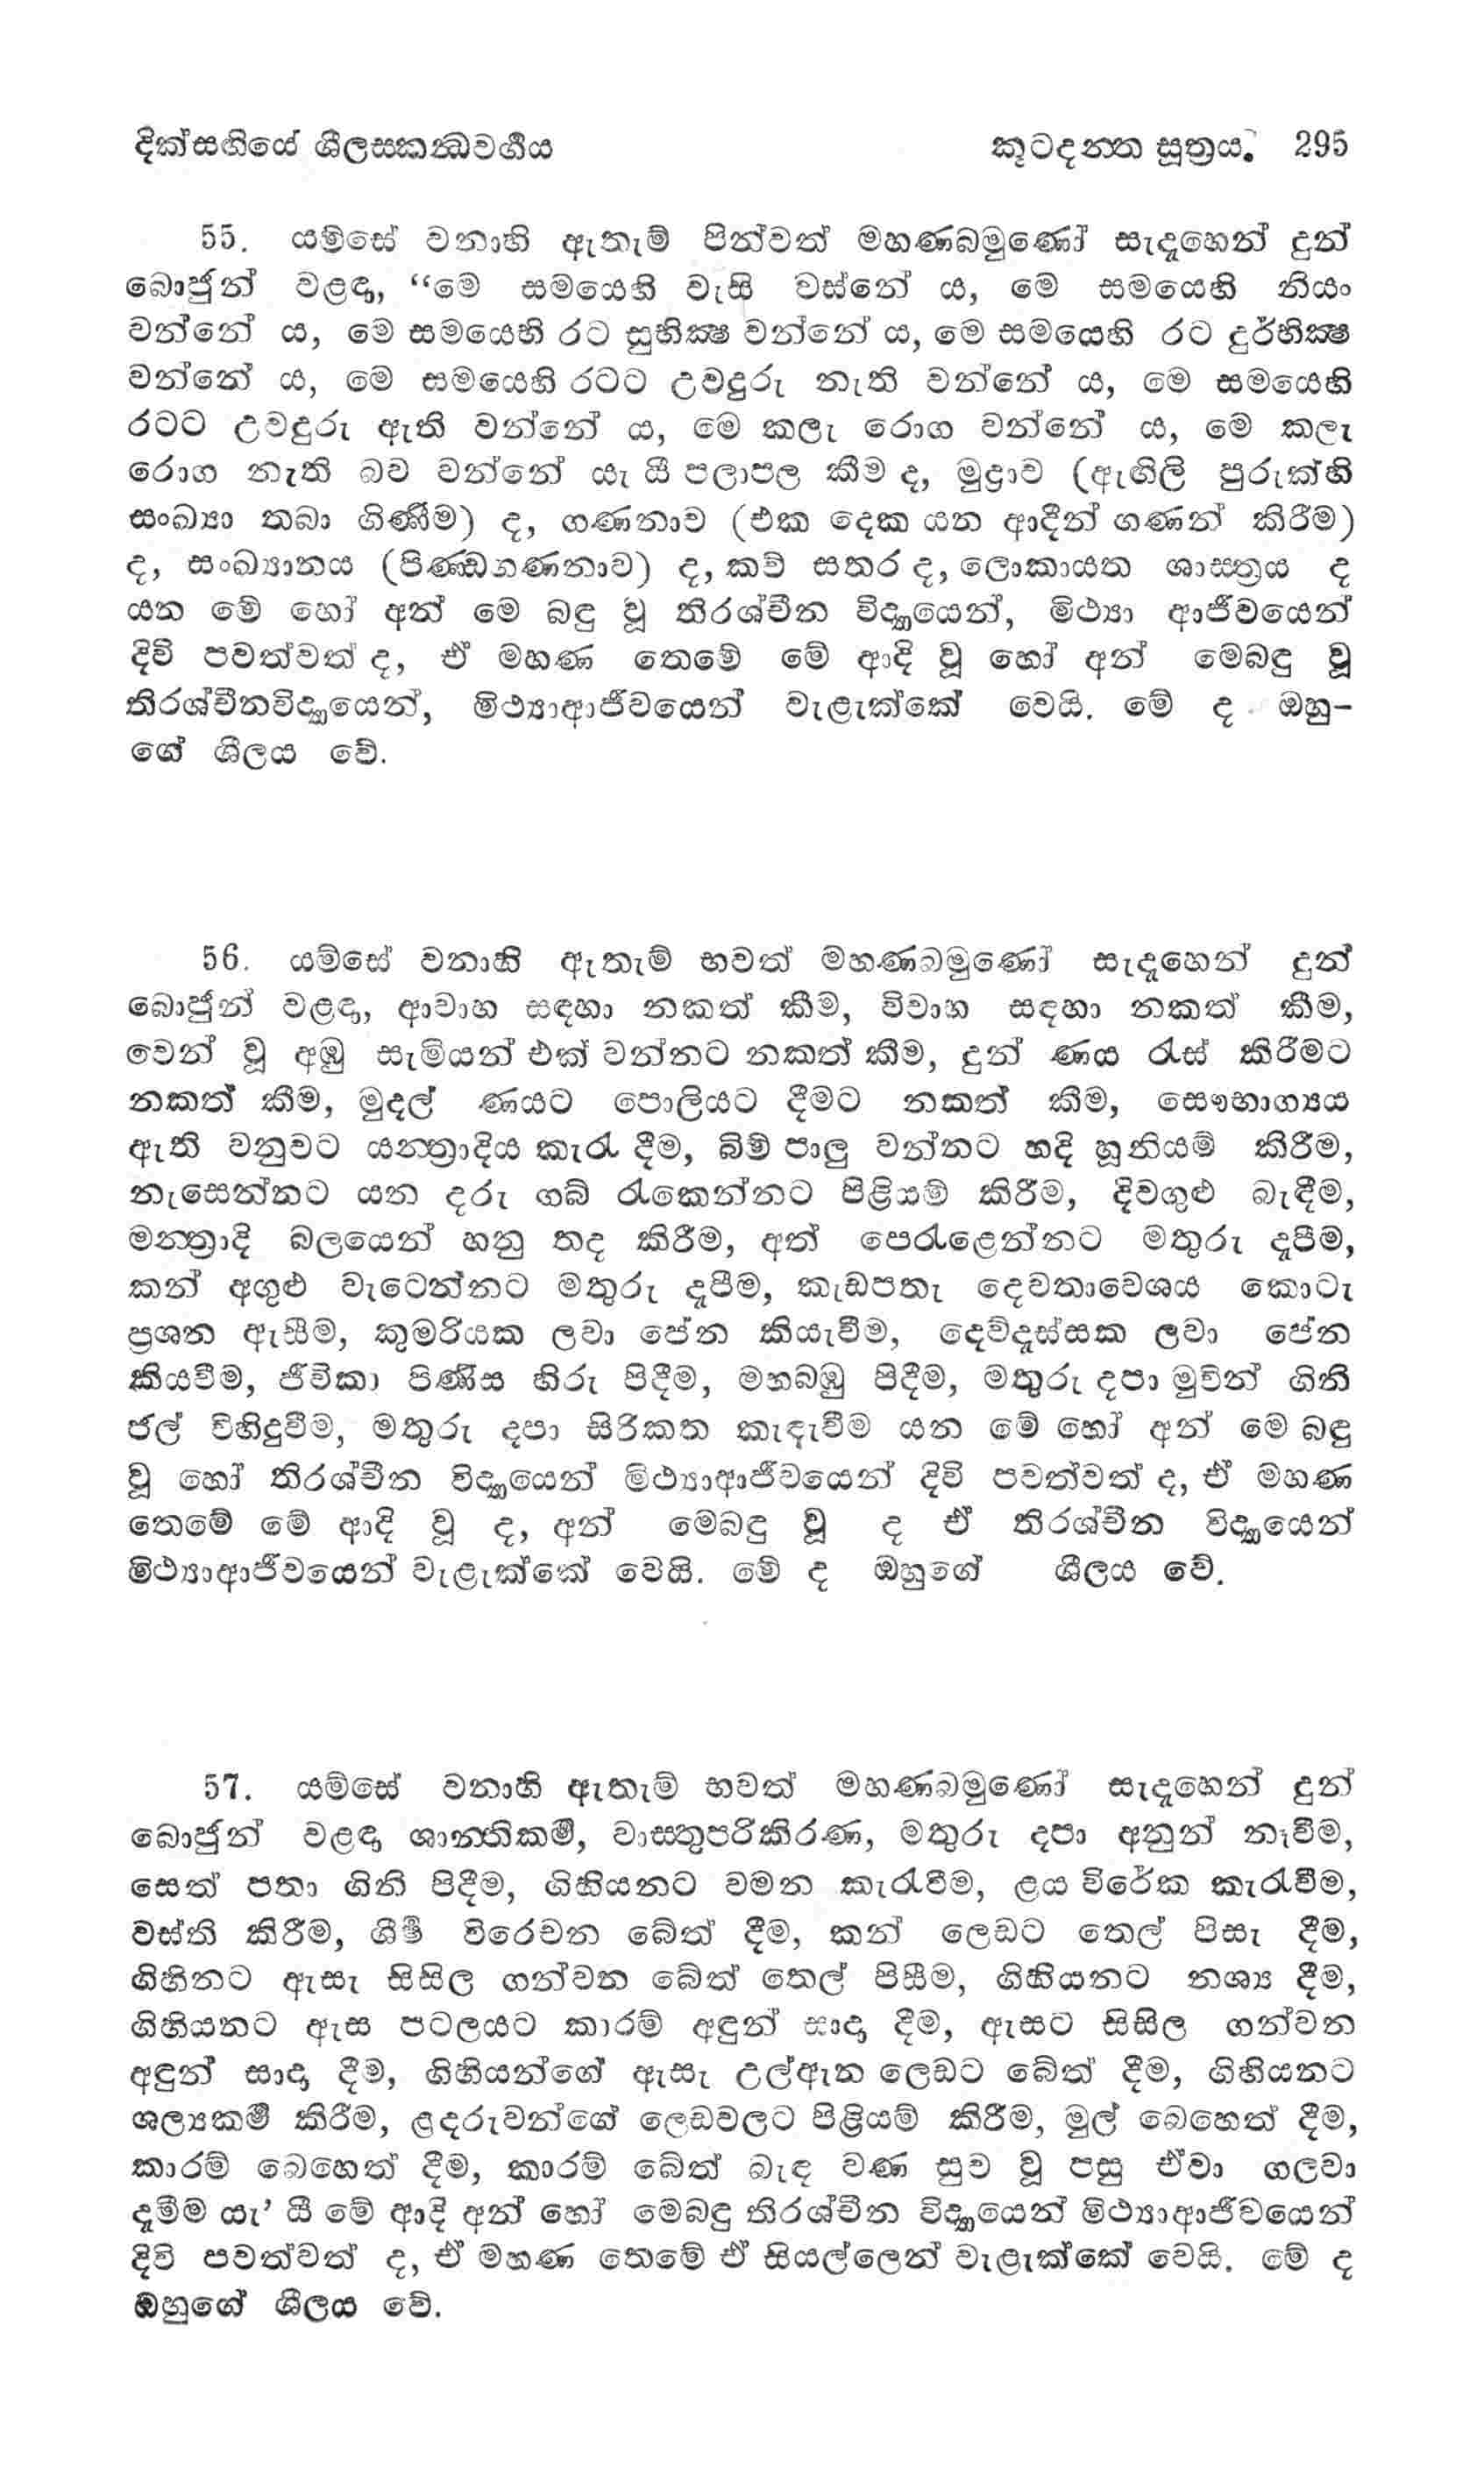 දික්සඟියේ ශීලසකන්‍ධවර්‍ගය කූටදන්ත සූත්‍රය. 295
55. යම්සේ වනාහි ඇතැම් පින්වත් මහණබමුණෝ සැදෑහෙන් දුන්
බොජුන් වළඳා, “මේ සමයෙහි වැසි වස්නේ ය, මේ සමයෙහි නියං
වන්නේ ය, මෙ සමයෙහි රට සුභික්‍ෂ වන්නේ ය, මෙ සමයෙහි රට දුර්භික්‍ෂ
වන්නේ ය, මෙ සමයෙහි රටට උවදුරු නැති වන්නේ ය, මෙ සමයෙහි
රටට උවදුරු ඇති වන්නේ ය, මෙ කලැ රොග වන්නේ ය, මෙ කලැ
රොග නැති බව වන්නේ යැ යී පලාපල කීම ද, මුද්‍රාව (ඇඟිලි පුරුක්හි
සංඛ්‍යා තබා ගිණීම) ද, ගණනාව (එක දෙක යන ආදීන් ගණන් කිරීම)
ද, සංඛ්‍යානය (පිණ්ඩගණනාව) ද, කව් සතර ද, ලොකායත ශාස්ත්‍රය ද
යන මේ හෝ අන් මෙ බඳු වූ තිරශ්චීන විද්‍යායෙන්, මිථ්‍යා ආජීවයෙන්
දිවි පවත්වත් ද, ඒ මහණ තෙමේ මේ ආදි වූ හෝ අන් මෙබඳු වූ
තිරශ්චීනවිද්‍යායෙන්, මිථ්‍යාආජීවයෙන් වැළැක්කේ වෙයි. මේ ද ඔහු-
ගේ ශීලය වේ.
56. යම්සේ වනාහි ඇතැම් භවත් මහණබමුණෝ සැදෑහෙන් දුන්
බොජුන් වළඳා, ආවාහ සඳහා නකත් කීම, විවාහ සඳහා නකත් කීම,
වෙන් වූ අඹු සැමියන් එක් වන්නට නකත් කීම, දුන් ණය රැස් කිරීමට
නකත් කීම, මුදල් ණයට පොලියට දීමට නකත් කීම, සෞභාග්‍යය
ඇති වනුවට යන්ත්‍රාදිය කැරැ දීම, බිම් පාලු වන්නට හදි හූනියම් කිරීම,
නැසෙන්නට යන දරු ගබ් රැකෙන්නට පිළියම් කිරීම, දිවගුළු බැඳීම,
මන්ත්‍රාදි බලයෙන් හනු තද කිරීම, අත් පෙරැළෙන්නට මතුරු දැපීම,
කන් අගුළු වැටෙන්නට මතුරු දැපීම, කැඩපතැ දෙවතාවෙශය කොටැ
ප්‍රශන ඇසීම, කුමරියක ලවා පේන කියැවීම, දෙව්දැස්සක ලවා පේන
කියවීම, ජීවිකා පිණිස හිරු පිදීම, මහබඹු පිදීම, මතුරු දපා මුවින් ගිනි
ජල් විහිදුවීම, මතුරු දපා සිරිකත කැඳැවීම යන මේ හෝ අන් මෙ බඳු
වූ හෝ තිරශ්චීන විද්‍යායෙන් මිථ්‍යාආජීවයෙන් දිවි පවත්වත් ද, ඒ මහණ
තෙමේ මේ ආදි වූ ද, අන් මෙබඳු වූ ද ඒ තිරශ්චීන විද්‍යායෙන්
මිථ්‍යාආජීවයෙන් වැළැක්කේ වෙයි. මේ ද ඔහුගේ ශීලය වේ.
57. යම්සේ වනාහි ඇතැම් භවත් මහණබමුණෝ සැදෑහෙන් දුන්
බොජුන් වළඳා ශාන්තිකර්‍ම, වාස්තුපරිකිරණ, මතුරු දපා අනුන් නෑවීම,
සෙත් පතා ගිනි පිදීම, ගිහියනට වමන කැරැවීම, ළය විරේක කැරැවීම,
වස්ති කිරීම, ශීර්‍ෂ විරෙචන බේත් දීම, කන් ලෙඩට තෙල් පිසැ දීම,
ගිහිනට ඇසැ සිසිල ගන්වන බේත් තෙල් පිසීම, ගිහියනට නශ්‍ය දීම,
ගිහියනට ඇස පටලයට කාරම් අඳුන් සාදා දීම, ඇසට සිසිල ගන්වන
අඳුන් සාදා දීම, ගිහියන්ගේ ඇසැ උල්ඇන ලෙඩට බේත් දීම, ගිහියනට
ශල්‍යකර්‍ම කිරීම, ළදරුවන්ගේ ලෙඩවලට පිළියම් කිරීම, මුල් බෙහෙත් දීම,
කාරම් බෙහෙත් දීම, කාරම් බේත් බැඳ වණ සුව වූ පසු ඒවා ගලවා
දැමීම යැ’ යී මේ ආදි අන් හෝ මෙබඳු තිරශ්චීන විද්‍යායෙන් මිථ්‍යාආජීවයෙන්
දිවි පවත්වත් ද, ඒ මහණ තෙමේ ඒ සියල්ලෙන් වැළැක්කේ වෙයි. මේ ද
ඔහුගේ ශීලය වේ.